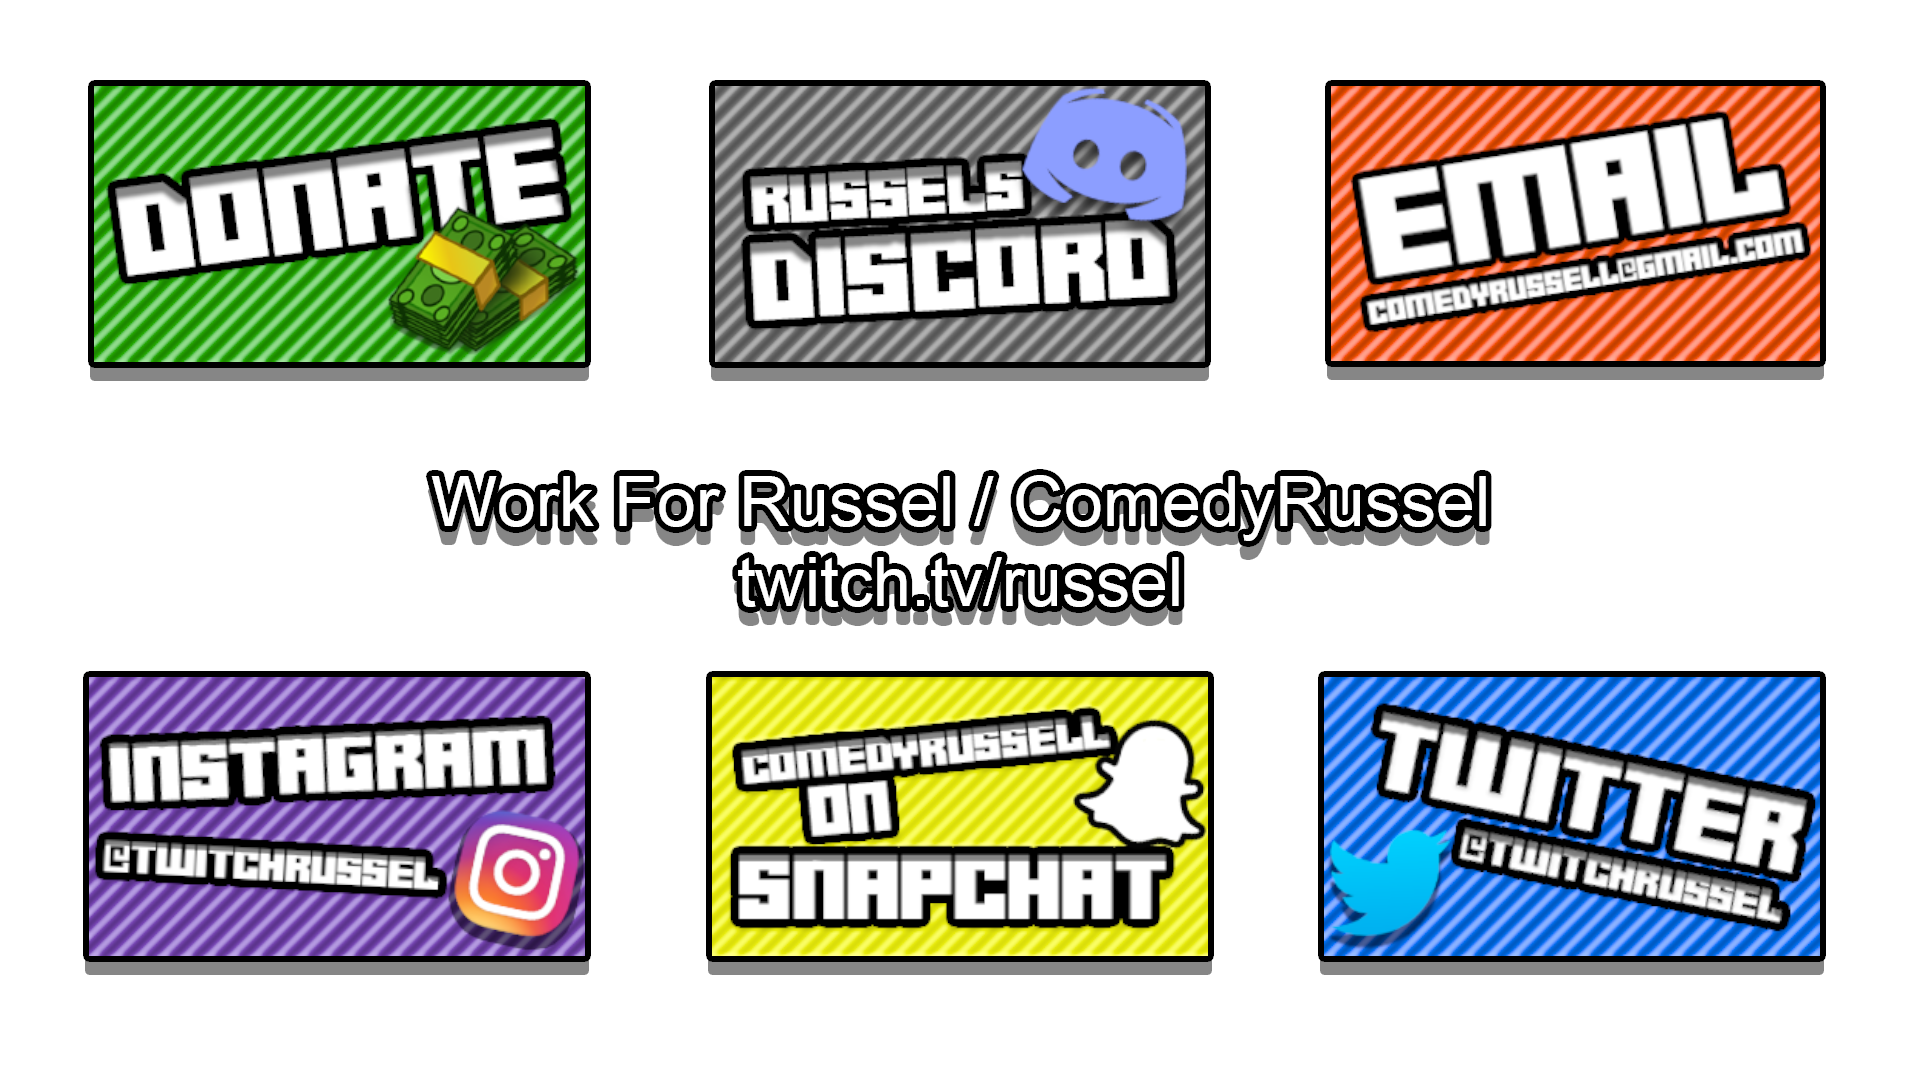 DONATE
RUSSELS
DISCORD
EMAIL
COMEDYRUSSELL@GMAIL.COM
Work For Russel / ComedyRussel
twitch.tv/russel
INSTAGRAM
@TWITCHRUSSEL
COMEDYRUSSELL
ON
SNAPCHAT
TWITTER
@TWITCHRUSSEL